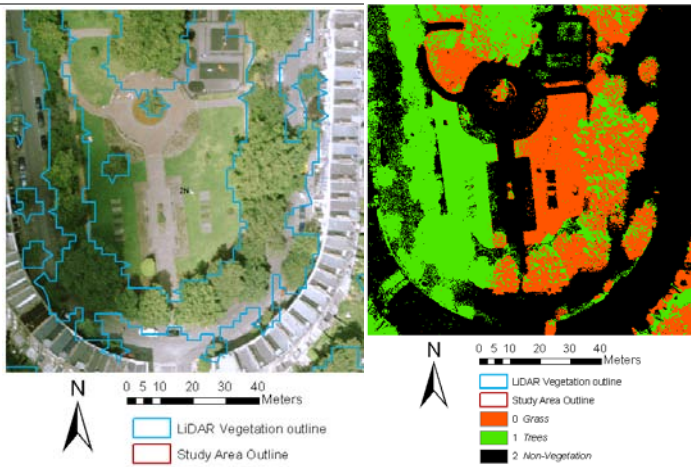 N
0 5 10 20 30 40
Meters
LiDAR Vegetation outline
Study Area Outline
N
0 5 10 20 30 40
Meters
LiDAR Vegetation outline
Study Area Outline
0 Grass
1 Trees
2 Non-Vegetation